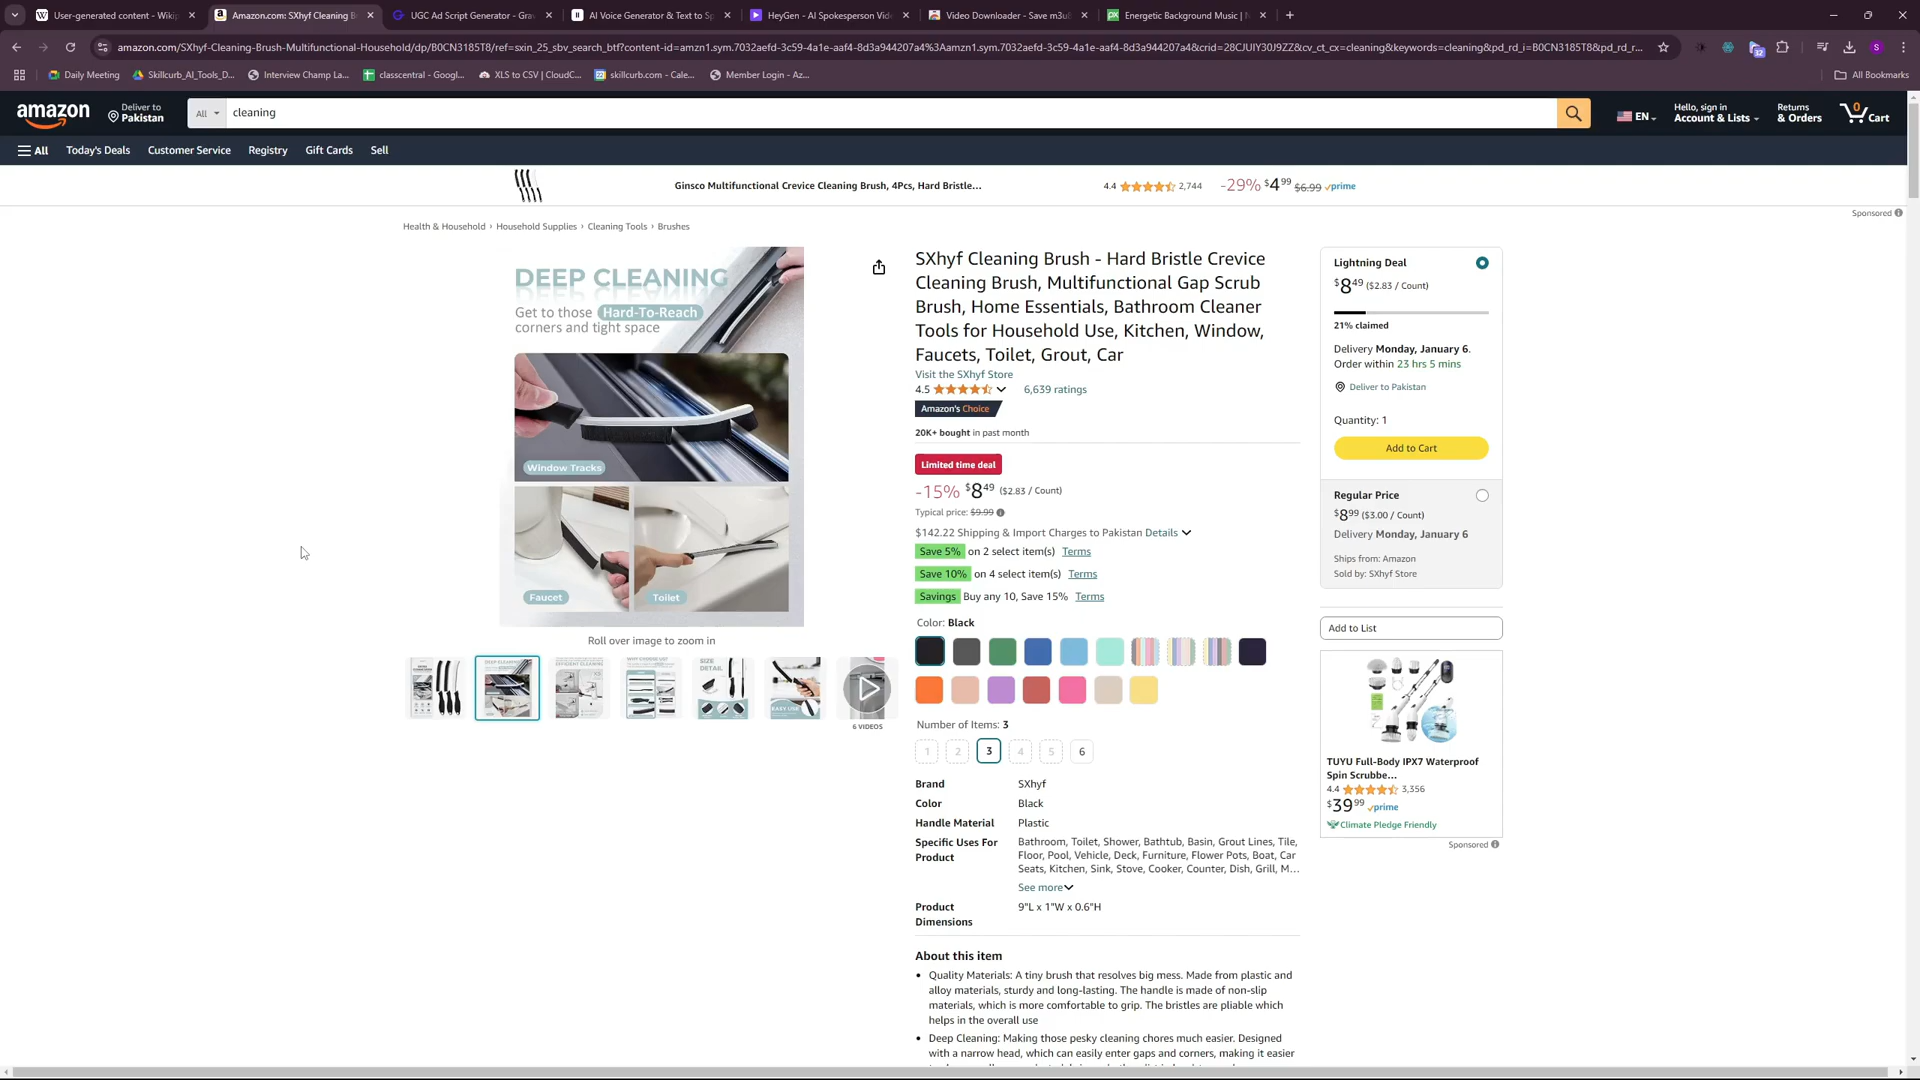 User-generated content - Wikip
Amazon.com: SXhyf Cleaning B
UGC Ad Script Generator - Gra
AI Voice Generator & Text to Sp
HeyGen - AI Spokesperson Vid
Video Downloader - Save m3u8
Energetic Background Music |
amazon.com/SXhyf-Cleaning-Brush-Multifunctional-Household/dp/B0CN3185T8/ref=sxin_25_sbv_search_btf?content-id=amzn1.sym.7032aefd-3c59-4a1e-aaf4-8d3a944207a4%3Aamzn1.sym.7032aefd-3c59-4a1e-aaf4-8d3a944207a4&crid=28CJUIY30J9ZZ&cv_ct_cx=cleaning&keywords=cleaning&pd_rd_i=B0CN3185T8&pd_rd_r...
32
S
Daily Meeting
Skillcurb_AI_Tools_D...
Interview Champ La...
classcentral - Googl...
XLS to CSV | CloudC...
skillcurb.com - Cale...
Member Login - Az...
All Bookmarks
amazon
Deliver to
Pakistan
All
cleaning
EN
Hello, sign in
Account & Lists
Returns
& Orders
0
Cart
All
Today's Deals
Customer Service
Registry
Gift Cards
Sell
Ginsco Multifunctional Crevice Cleaning Brush, 4Pcs, Hard Bristle...
4.4
2,744
-29% $4.99 $6.99 prime
Sponsored
Health & Household › Household Supplies › Cleaning Tools › Brushes
DEEP CLEANING
Get to those Hard-To-Reach
corners and tight space
Window Tracks
Faucet
Toilet
Roll over image to zoom in
SIZE
DETAIL
EASY USE
6 VIDEOS
SXhyf Cleaning Brush - Hard Bristle Crevice
Cleaning Brush, Multifunctional Gap Scrub
Brush, Home Essentials, Bathroom Cleaner
Tools for Household Use, Kitchen, Window,
Faucets, Toilet, Grout, Car
Visit the SXhyf Store
4.5
6,639 ratings
Amazon's Choice
20K+ bought in past month
Limited time deal
-15% $8.49 ($2.83 / Count)
Typical price: $9.99
$142.22 Shipping & Import Charges to Pakistan Details
Save 5% on 2 select item(s) Terms
Save 10% on 4 select item(s) Terms
Savings Buy any 10, Save 15% Terms
Color: Black
Number of Items: 3
1
2
3
4
5
6
Brand SXhyf
Color Black
Handle Material Plastic
Specific Uses For Product Bathroom, Toilet, Shower, Bathtub, Basin, Grout Lines, Tile,
Floor, Pool, Vehicle, Deck, Furniture, Flower Pots, Boat, Car
Seats, Kitchen, Sink, Stove, Cooker, Counter, Dish, Grill, M...
See more
Product Dimensions 9"L x 1"W x 0.6"H
About this item
• Quality Materials: A tiny brush that resolves big mess. Made from plastic and
alloy materials, sturdy and long-lasting. The handle is made of non-slip
materials, which is more comfortable to grip. The bristles are pliable which
helps in the overall use
• Deep Cleaning: Making those pesky cleaning chores much easier. Designed
with a narrow head, which can easily enter gaps and corners, making it easier
Lightning Deal
$8.49 ($2.83 / Count)
21% claimed
Delivery Monday, January 6.
Order within 23 hrs 5 mins
Deliver to Pakistan
Quantity: 1
Add to Cart
Regular Price
$8.99 ($3.00 / Count)
Delivery Monday, January 6
Ships from: Amazon
Sold by: SXhyf Store
Add to List
TUYU Full-Body IPX7 Waterproof
Spin Scrubbe...
4.4
3,356
$39.99 prime
Climate Pledge Friendly
Sponsored